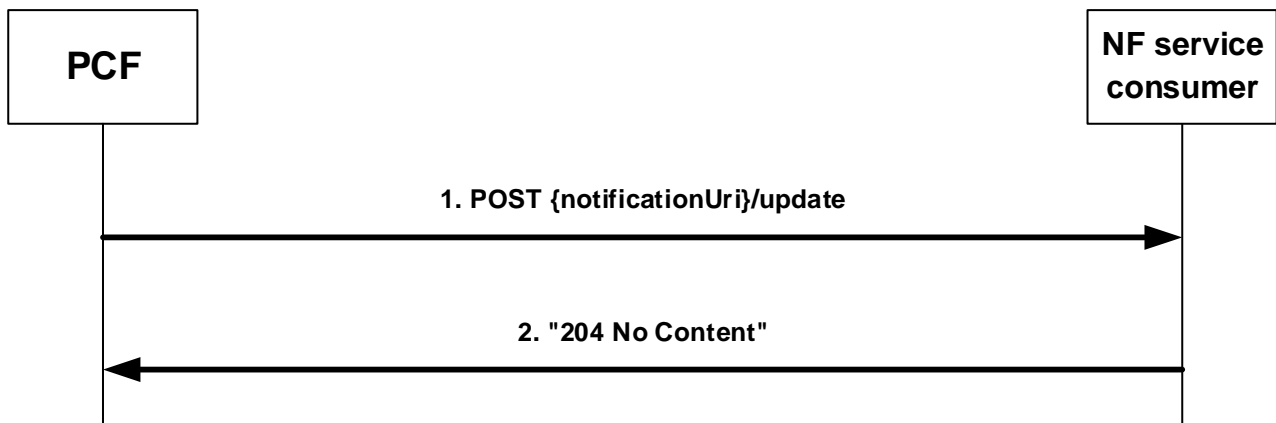 PCF
NF service
consumer
1. POST {notificationUri}/update
2. "204 No Content"